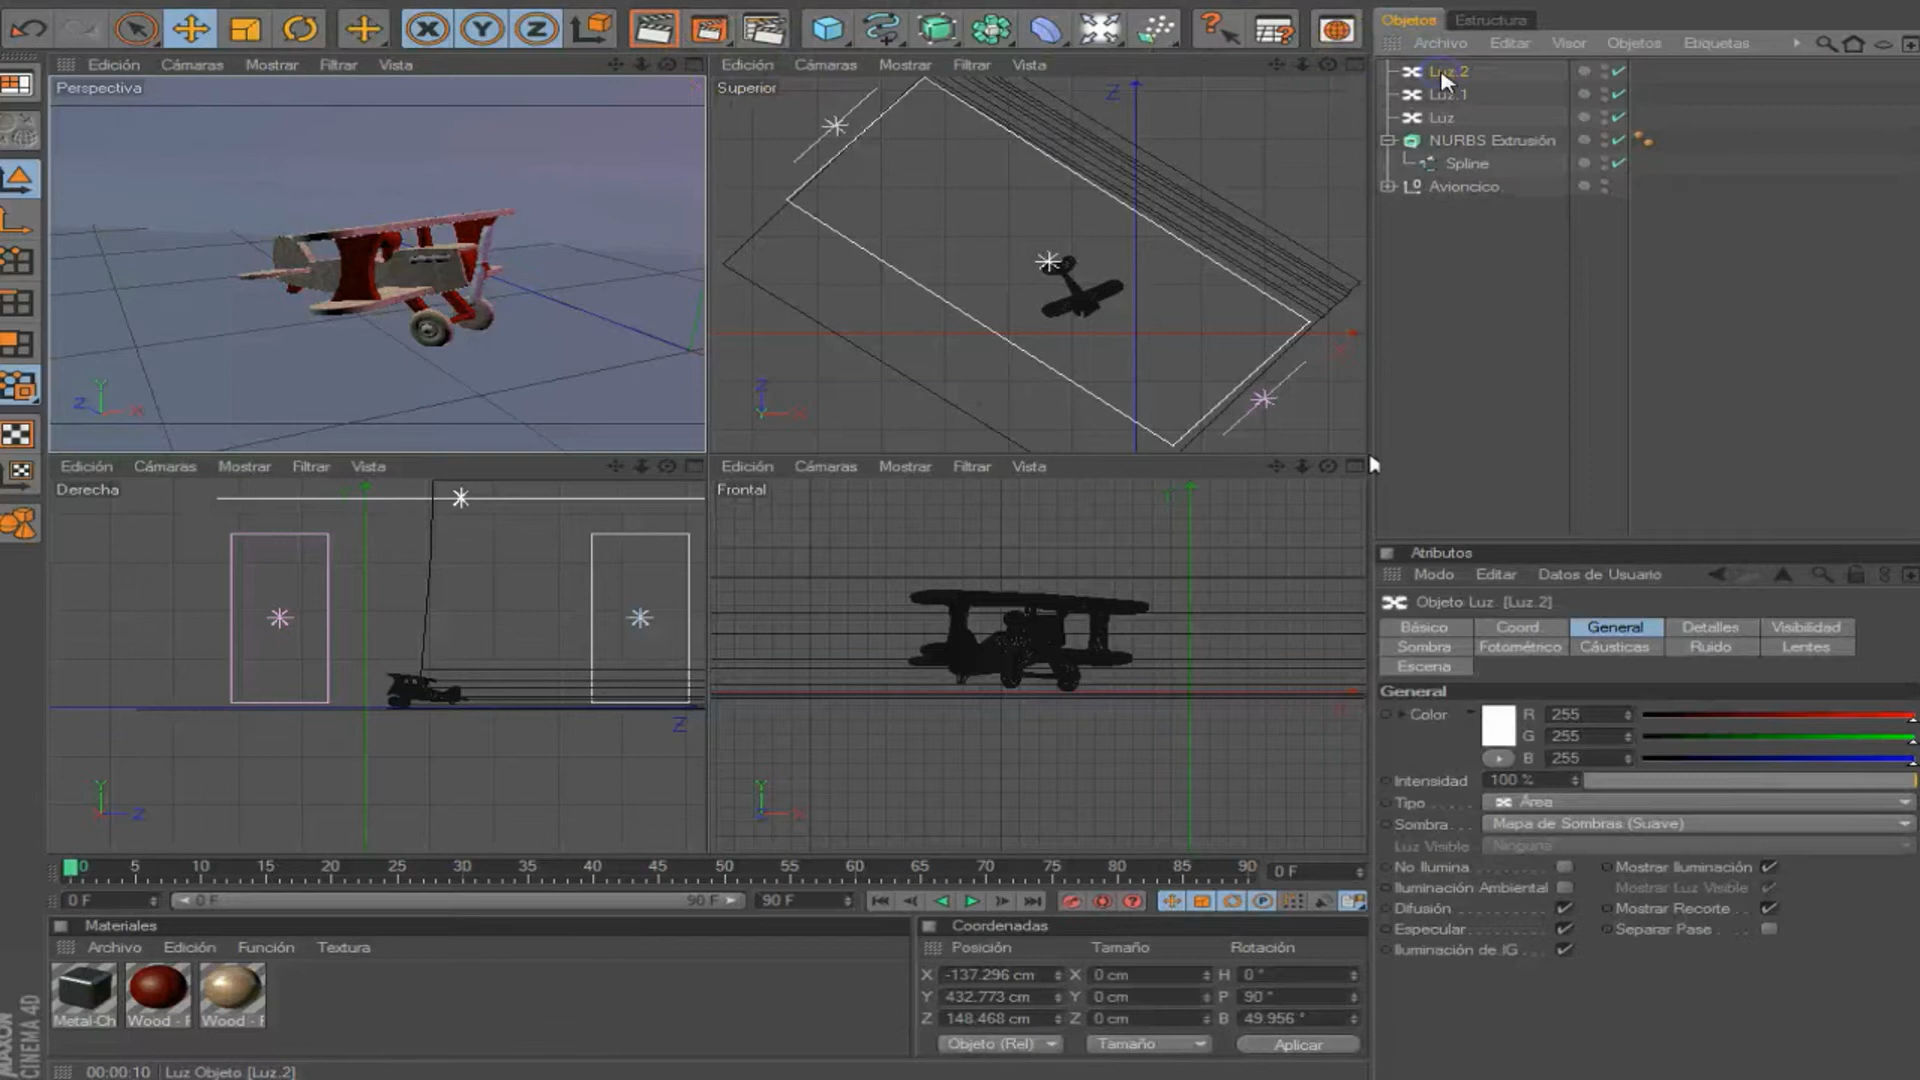 Objetos Estructura
Archivo Editar Visor Objetos Etiquetas
Edición Cámaras Mostrar Filtrar Vista
Perspectiva
Edición Cámaras Mostrar Filtrar Vista
Superior
Luz.2
Luz.1
Luz
NURBS Extrusión
Spline
Avioncico
Z
X
Y
Z X
Z
Y X
Edición Cámaras Mostrar Filtrar Vista
Derecha
Z
Y
X Z
Edición Cámaras Mostrar Filtrar Vista
Frontal
Y
Z X
Atributos
Modo Editar Datos de Usuario
Objeto Luz [Luz.2]
Básico Coord. General Detalles Visibilidad
Sombra Fotométrico Cáusticas Ruido Lentes
Escena
General
Color R 255
G 255
B 255
Intensidad 100 %
Tipo Área
Sombra Mapa de Sombras (Suave)
Luz Visible Ninguna
No Ilumina Mostrar Iluminación
Iluminación Ambiental Mostrar Luz Visible
Difusión Mostrar Recorte
Especular Separar Pase
Iluminación de IG
0 5 10 15 20 25 30 35 40 45 50 55 60 65 70 75 80 85 90 0 F
0 F 0 F 90 F 90 F
Materiales
Archivo Edición Función Textura
Metal-Ch Wood - F Wood - F
Coordenadas
Posición Tamaño Rotación
X -137.296 cm X 0 cm H 0 °
Y 432.773 cm Y 0 cm P 90 °
Z 148.468 cm Z 0 cm B 49.956 °
Objeto (Rel) Tamaño Aplicar
MAXON
CINEMA 4D
00:00:10 Luz Objeto [Luz.2]